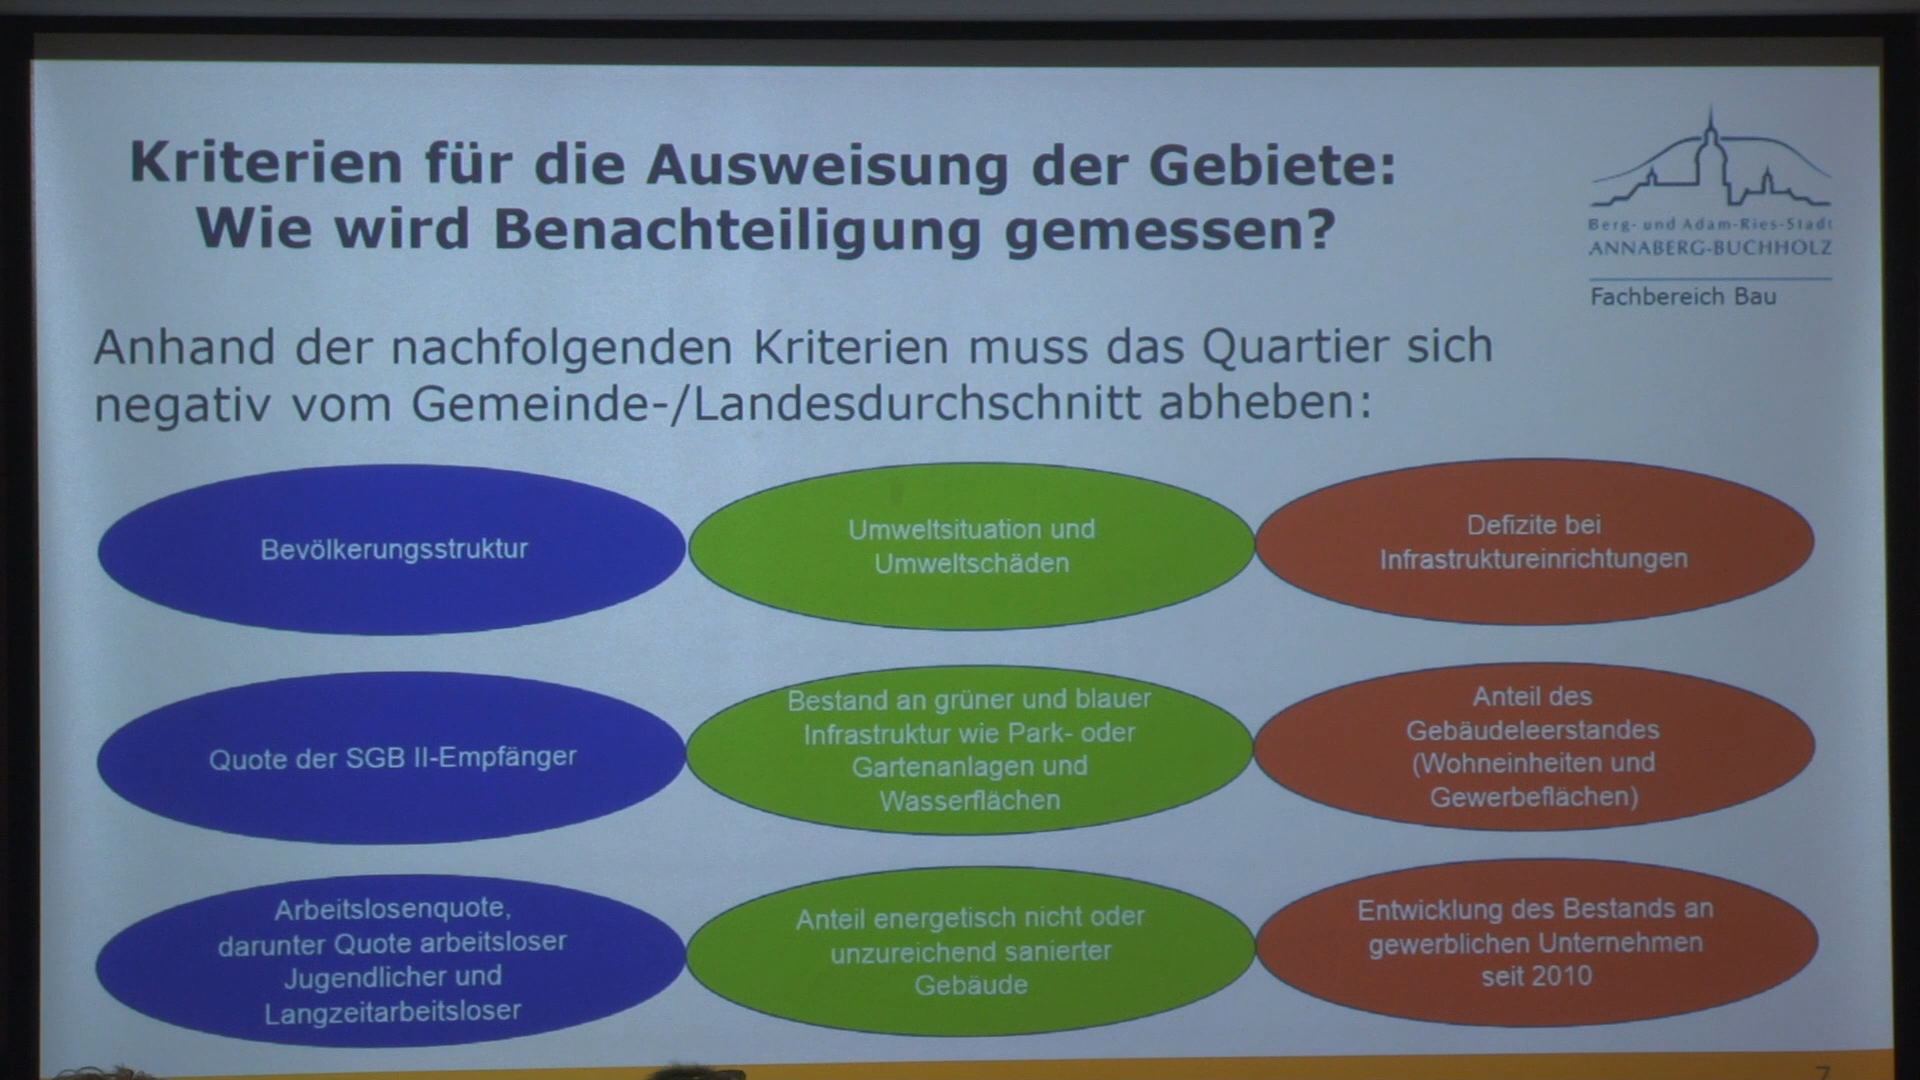 Kriterien für die Ausweisung der Gebiete:
Wie wird Benachteiligung gemessen?
Berg- und Adam-Ries-Stadt
ANNABERG-BUCHHOLZ
Fachbereich Bau
Anhand der nachfolgenden Kriterien muss das Quartier sich
negativ vom Gemeinde-/Landesdurchschnitt abheben:
Bevölkerungsstruktur
Umweltsituation und
Umweltschäden
Defizite bei
Infrastruktureinrichtungen
Quote der SGB II-Empfänger
Bestand an grüner und blauer
Infrastruktur wie Park- oder
Gartenanlagen und
Wasserflächen
Anteil des
Gebäudeleerstandes
(Wohneinheiten und
Gewerbeflächen)
Arbeitslosenquote,
darunter Quote arbeitsloser
Jugendlicher und
Langzeitarbeitsloser
Anteil energetisch nicht oder
unzureichend sanierter
Gebäude
Entwicklung des Bestands an
gewerblichen Unternehmen
seit 2010
7